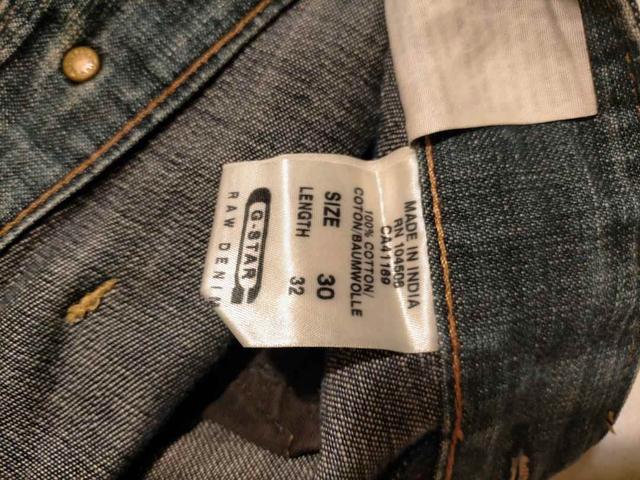 MADE IN INDIA
RN 104506
CA41169
100% COTTON/
COTON/BAUMWOLLE
SIZE 30
LENGTH 32
G-STAR
RAW DENIM